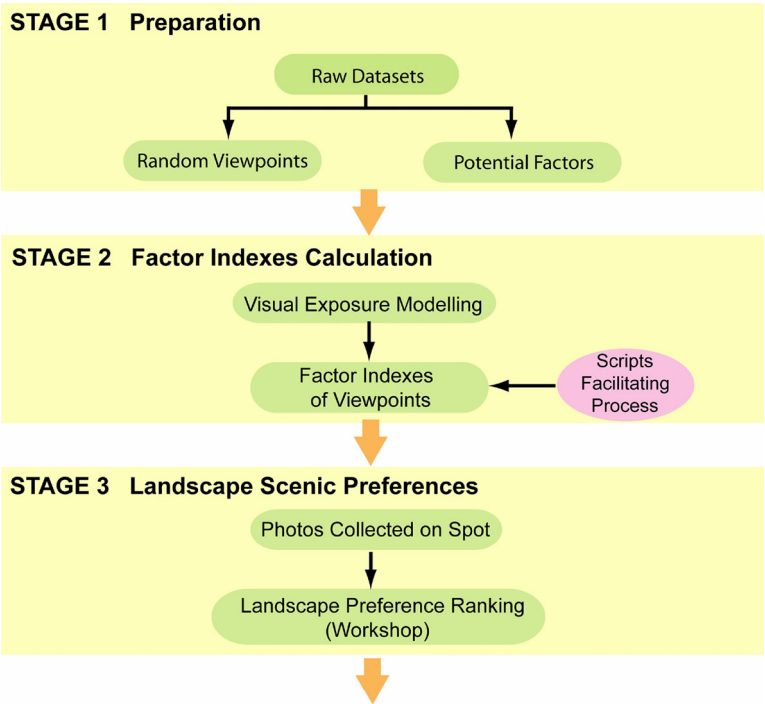 STAGE 1 Preparation
Raw Datasets
Random Viewpoints
Potential Factors
STAGE 2 Factor Indexes Calculation
Visual Exposure Modelling
Factor Indexes
of Viewpoints
Scripts
Facilitating
Process
STAGE 3 Landscape Scenic Preferences
Photos Collected on Spot
Landscape Preference Ranking
(Workshop)